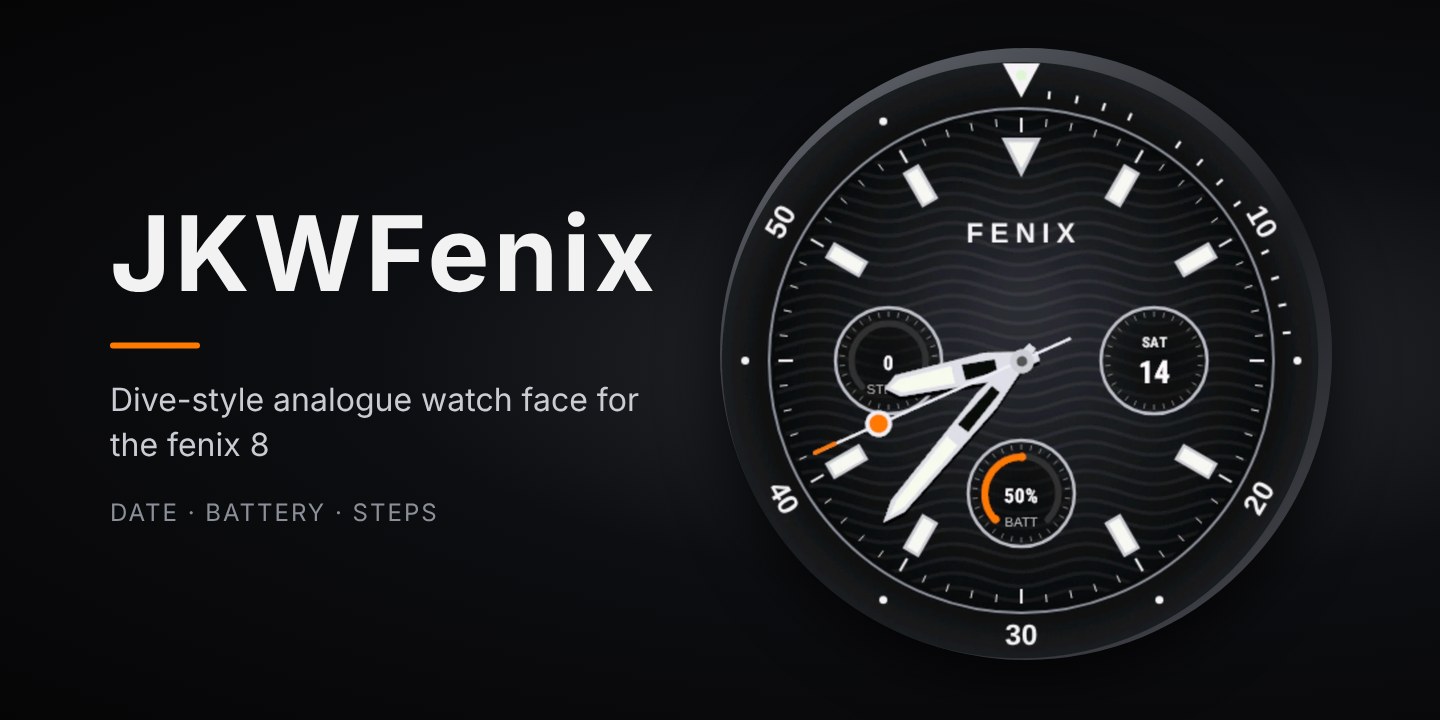 JKWFenix
Dive-style analogue watch face for
the fenix 8
DATE · BATTERY · STEPS
FENIX
50
10
0
SAT
14
50%
BATT
40
20
30